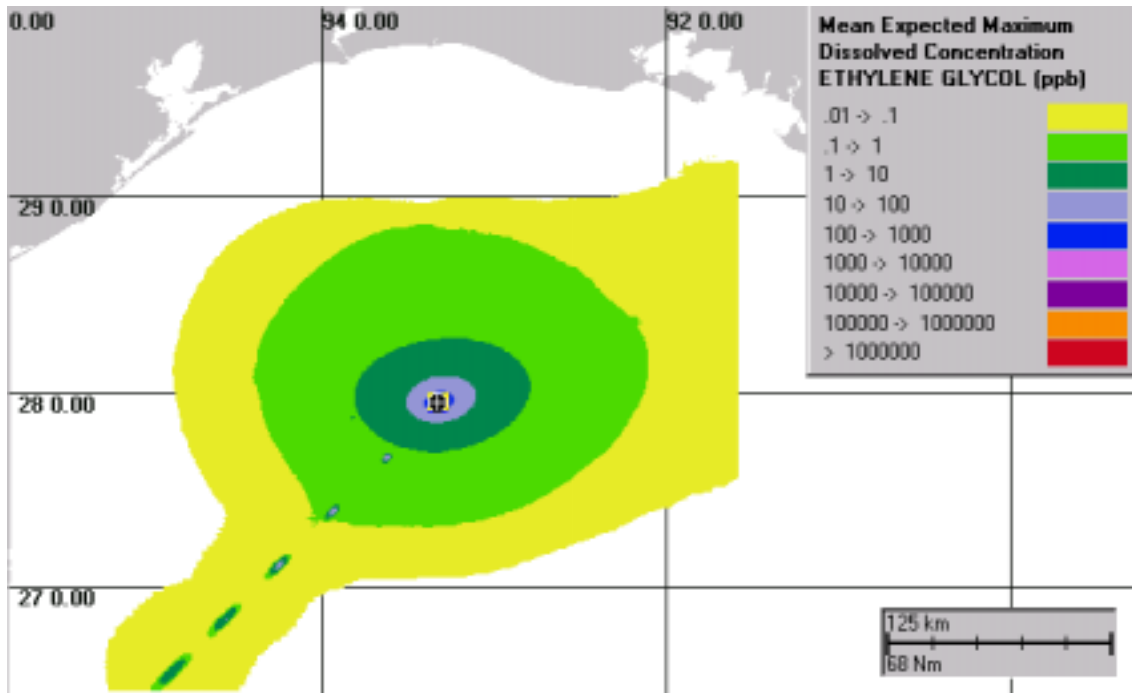 0.00
94 0.00
92 0.00
Mean Expected Maximum
Dissolved Concentration
ETHYLENE GLYCOL (ppb)
.01 -> .1
.1 -> 1
1 -> 10
10 -> 100
100 -> 1000
1000 -> 10000
10000 -> 100000
100000 -> 1000000
> 1000000
29 0.00
28 0.00
27 0.00
125 km
68 Nm